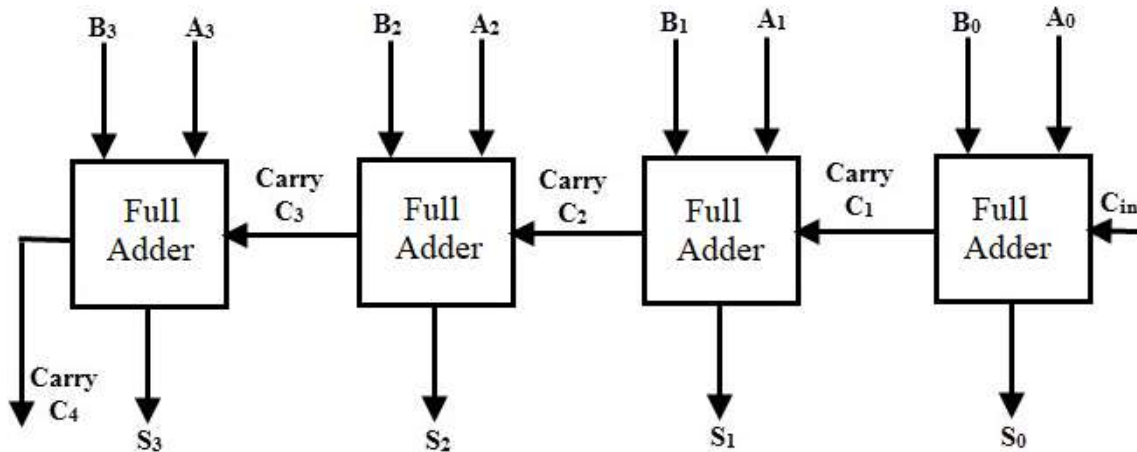 B₃ A₃ B₂ A₂ B₁ A₁ B₀ A₀
Carry
C₃
Carry
C₂
Carry
C₁
Cᵢₙ
Full
Adder
Full
Adder
Full
Adder
Full
Adder
Carry
C₄
S₃ S₂ S₁ S₀